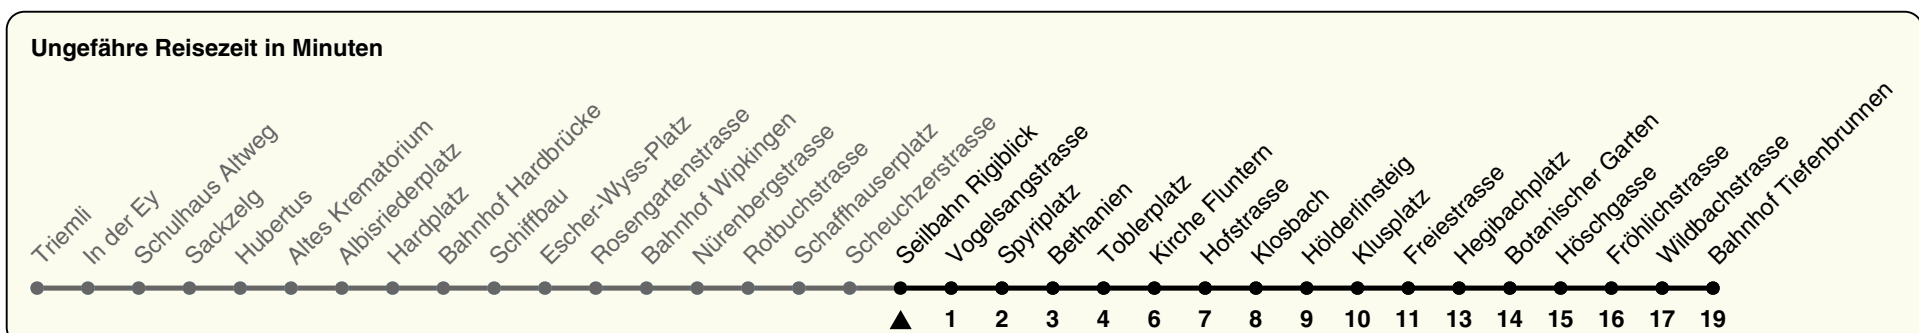 Ungefähre Reisezeit in Minuten
Triemli
In der Ey
Schulhaus Altweg
Sackzelg
Hubertus
Altes Krematorium
Albisriederplatz
Hardplatz
Bahnhof Hardbrücke
Schiffbau
Escher-Wyss-Platz
Rosengartenstrasse
Bahnhof Wipkingen
Nürenbergstrasse
Rotbuchstrasse
Schaffhauserplatz
Scheuchzerstrasse
Seilbahn Rigiblick
Vogelsangstrasse
Spyriplatz
Bethanien
Toblerplatz
Kirche Fluntern
Hofstrasse
Klosbach
Hölderlinsteig
Klusplatz
Freiestrasse
Hegibachplatz
Botanischer Garten
Höschgasse
Fröhlichstrasse
Wildbachstrasse
Bahnhof Tiefenbrunnen
1 2 3 4 6 7 8 9 10 11 13 14 15 16 17 19